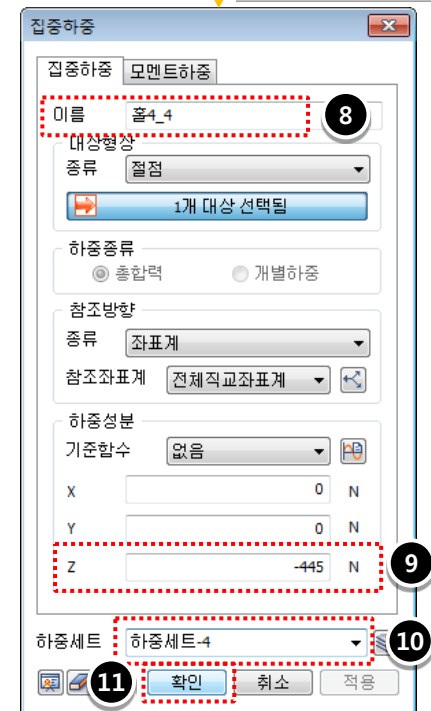 집중하중
집중하중 모멘트하중
이름 홀4_4 8
대상형상
종류 절점
1개 대상 선택됨
하중종류
총합력 개별하중
참조방향
종류 좌표계
참조좌표계 전체직교좌표계
하중성분
기준함수 없음
X 0 N
Y 0 N
Z -445 N 9
하중세트 하중세트-4 10
11 확인 취소 적용